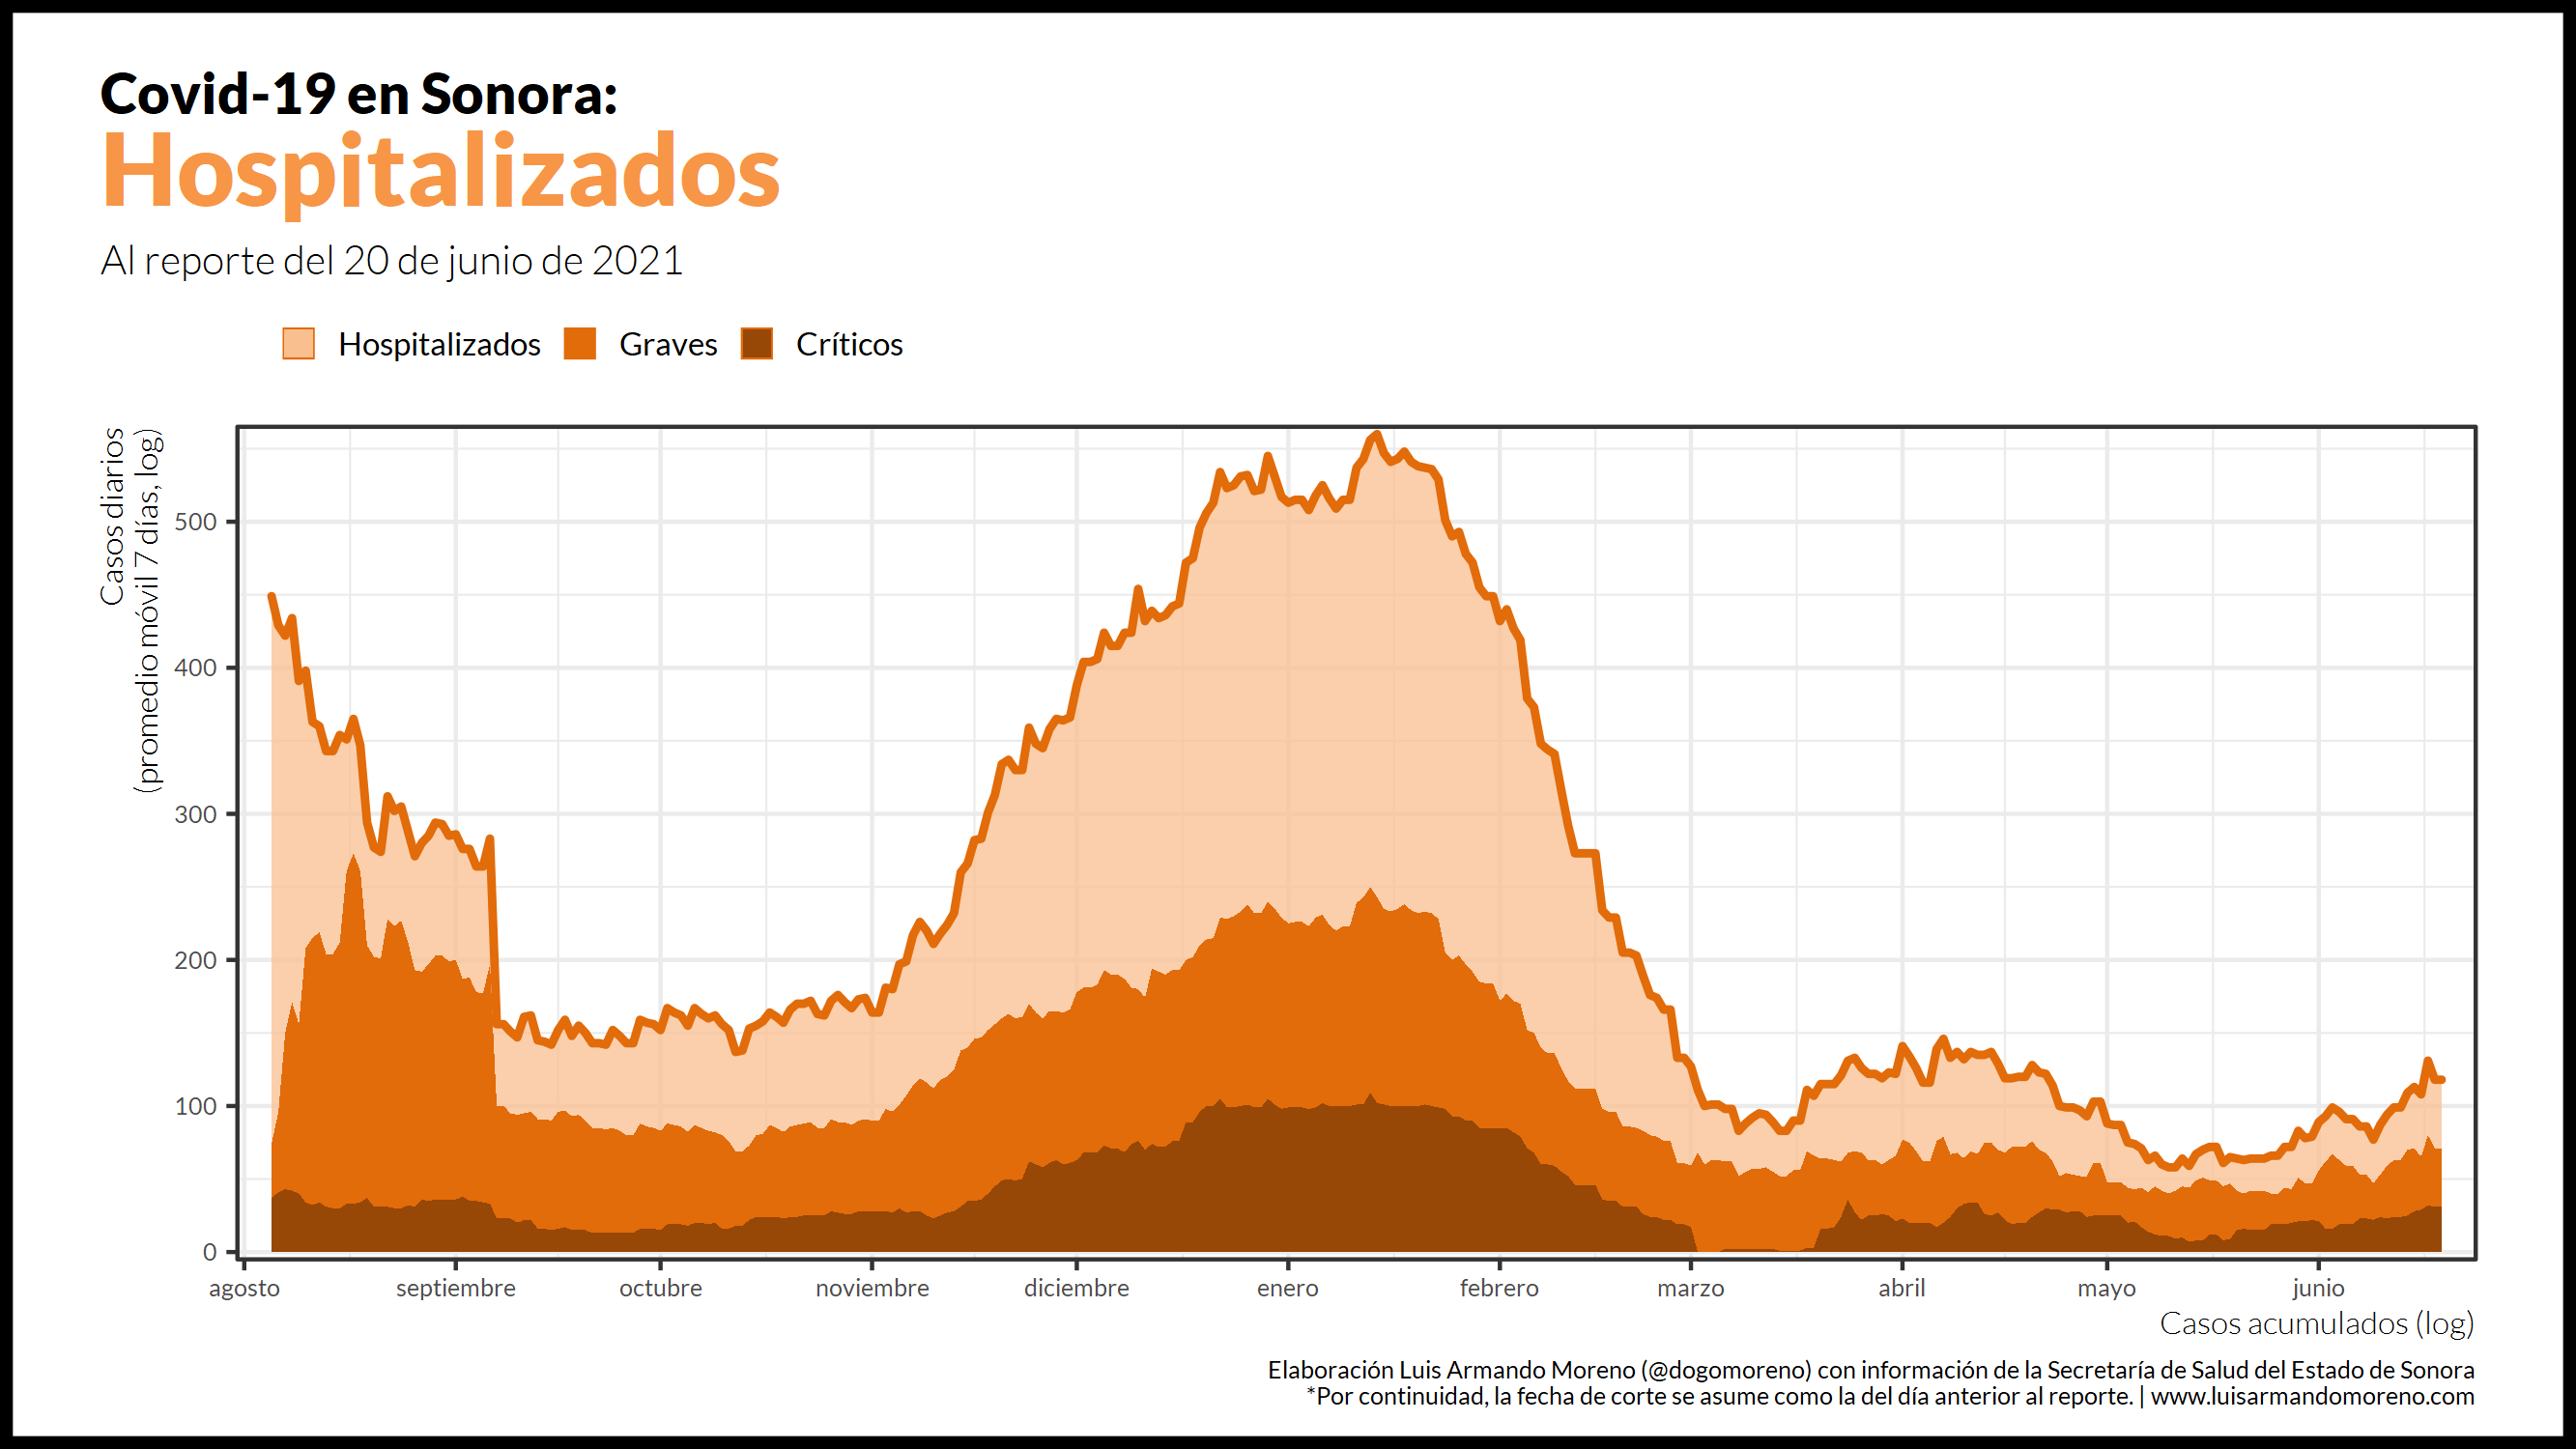 Covid-19 en Sonora:
Hospitalizados
Al reporte del 20 de junio de 2021
Hospitalizados Graves Críticos
Casos diarios
(promedio móvil 7 días, log)
500
400
300
200
100
0
agosto septiembre octubre noviembre diciembre enero febrero marzo abril mayo junio
Casos acumulados (log)
Elaboración Luis Armando Moreno (@dogomoreno) con información de la Secretaría de Salud del Estado de Sonora
*Por continuidad, la fecha de corte se asume como la del día anterior al reporte. | www.luisarmandomoreno.com